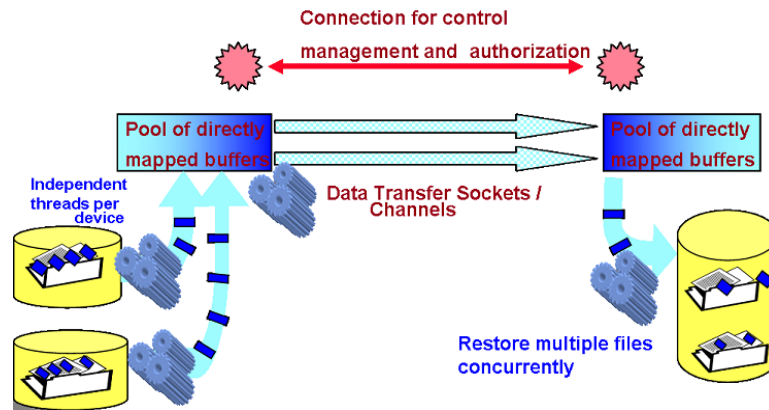 Connection for control
management and authorization
Pool of directly
mapped buffers
Pool of directly
mapped buffers
Independent
threads per
device
Data Transfer Sockets /
Channels
Restore multiple files
concurrently